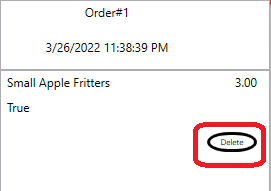 Order#1
3/26/2022 11:38:39 PM
Small Apple Fritters 3.00
True
Delete